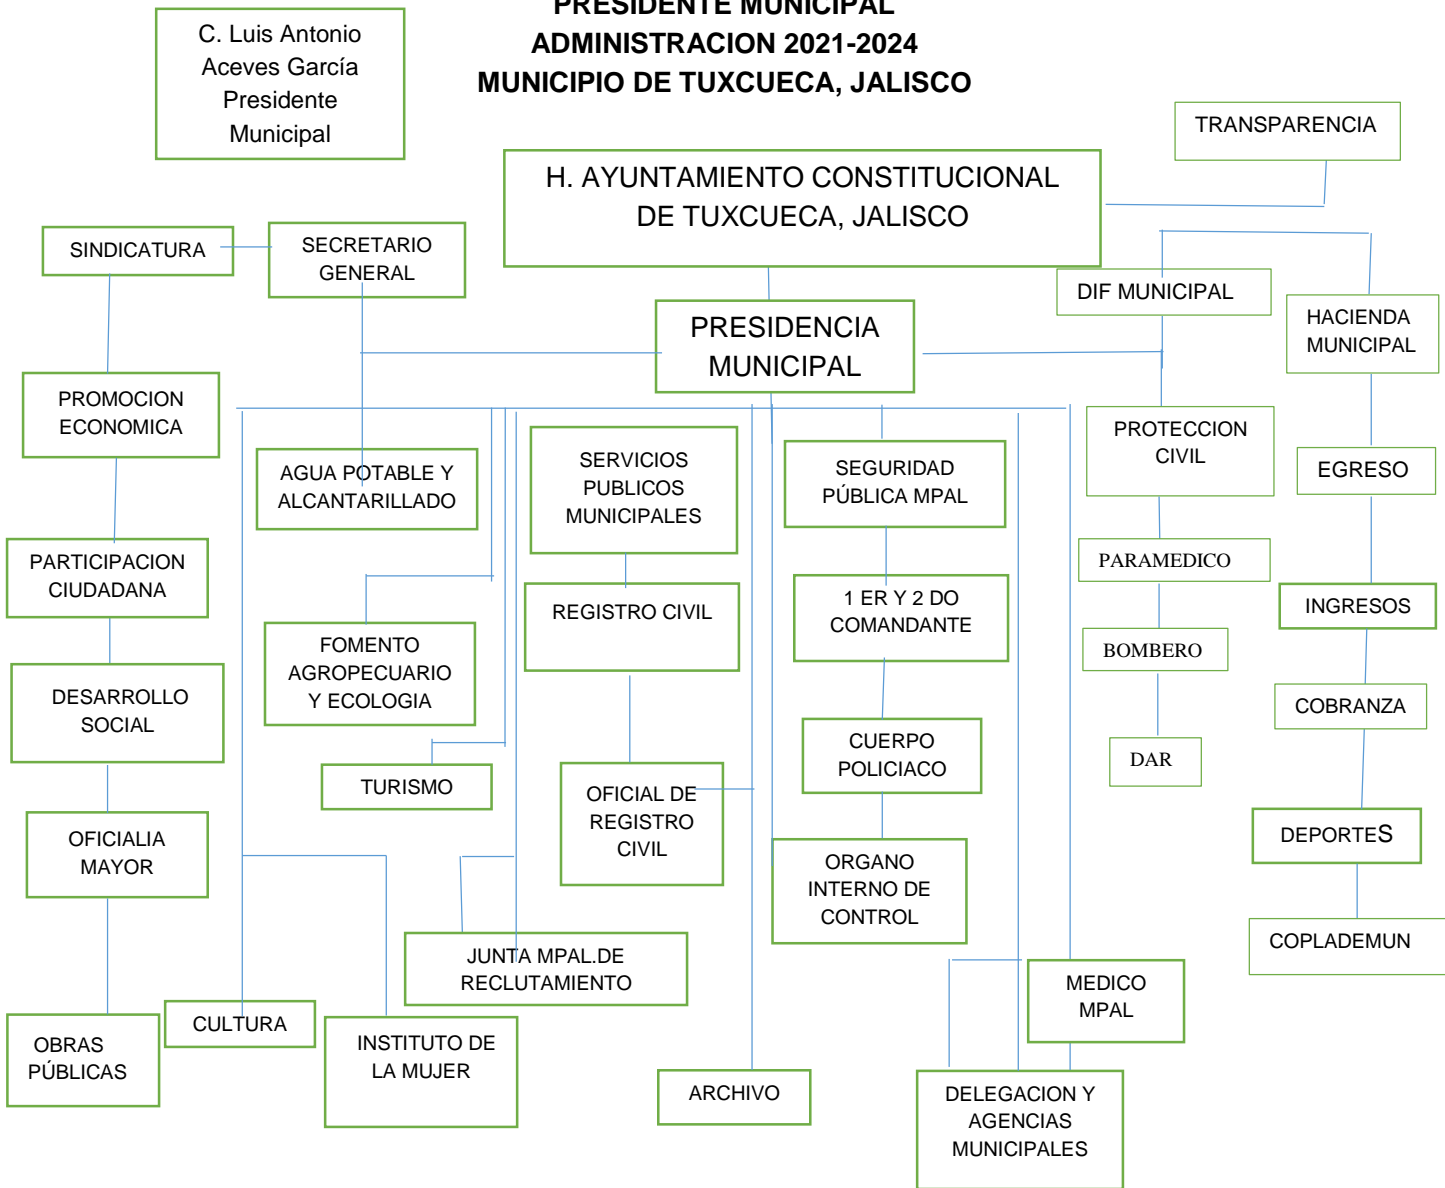 PRESIDENTE MUNICIPAL
ADMINISTRACION 2021-2024
MUNICIPIO DE TUXCUECA, JALISCO
C. Luis Antonio
Aceves García
Presidente
Municipal
TRANSPARENCIA
H. AYUNTAMIENTO CONSTITUCIONAL
DE TUXCUECA, JALISCO
SINDICATURA
SECRETARIO
GENERAL
DIF MUNICIPAL
HACIENDA
MUNICIPAL
PRESIDENCIA
MUNICIPAL
PROMOCION
ECONOMICA
AGUA POTABLE Y
ALCANTARILLADO
SERVICIOS
PUBLICOS
MUNICIPALES
SEGURIDAD
PÚBLICA MPAL
PROTECCION
CIVIL
EGRESO
PARTICIPACION
CIUDADANA
REGISTRO CIVIL
1 ER Y 2 DO
COMANDANTE
PARAMEDICO
INGRESOS
FOMENTO
AGROPECUARIO
Y ECOLOGIA
BOMBERO
DESARROLLO
SOCIAL
COBRANZA
TURISMO
OFICIAL DE
REGISTRO
CIVIL
CUERPO
POLICIACO
DAR
OFICIALIA
MAYOR
ORGANO
INTERNO DE
CONTROL
DEPORTES
JUNTA MPAL.DE
RECLUTAMIENTO
COPLADEMUN
MEDICO
MPAL
OBRAS
PÚBLICAS
CULTURA
INSTITUTO DE
LA MUJER
ARCHIVO
DELEGACION Y
AGENCIAS
MUNICIPALES